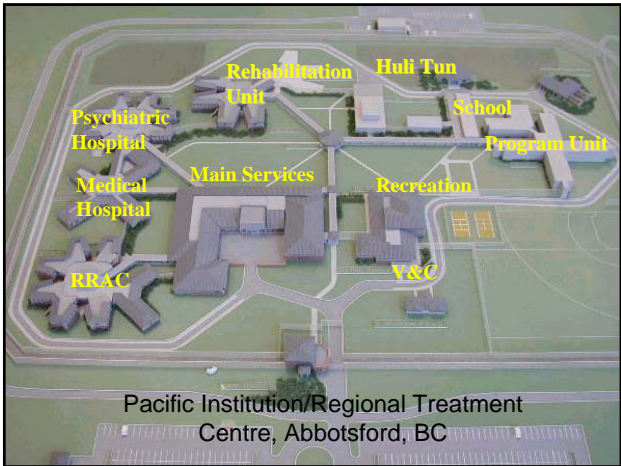 Rehabilitation
Unit
Huli Tun
School
Psychiatric
Hospital
Program Unit
Main Services
Medical
Hospital
Recreation
RRAC
V&C
Pacific Institution/Regional Treatment
Centre, Abbotsford, BC